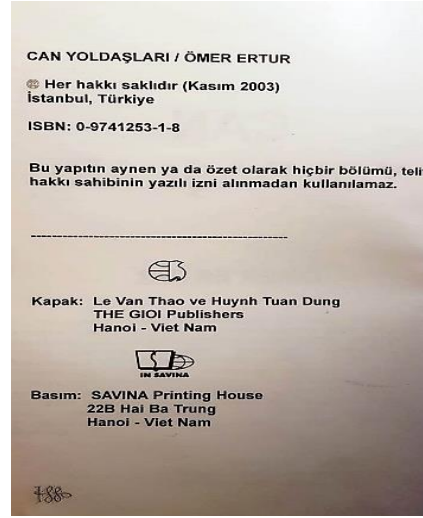 CAN YOLDAŞLARI / ÖMER ERTUR
© Her hakkı saklıdır (Kasım 2003)
İstanbul, Türkiye
ISBN: 0-9741253-1-8
Bu yapıtın aynen ya da özet olarak hiçbir bölümü, teli
hakkı sahibinin yazılı izni alınmadan kullanılamaz.
Kapak: Le Van Thao ve Huynh Tuan Dung
THE GIOI Publishers
Hanoi - Viet Nam
IN SAVINA
Basım: SAVINA Printing House
22B Hai Ba Trung
Hanoi - Viet Nam